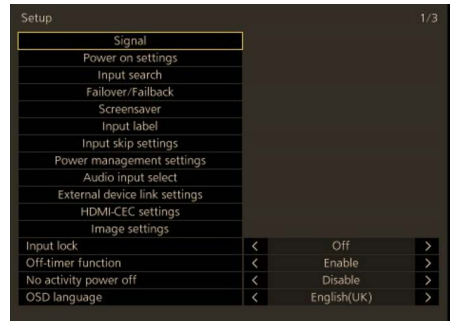 Setup 1/3
Signal
Power on settings
Input search
Failover/Failback
Screensaver
Input label
Input skip settings
Power management settings
Audio input select
External device link settings
HDMI-CEC settings
Image settings
Input lock < Off >
Off-timer function < Enable >
No activity power off < Disable >
OSD language < English(UK) >